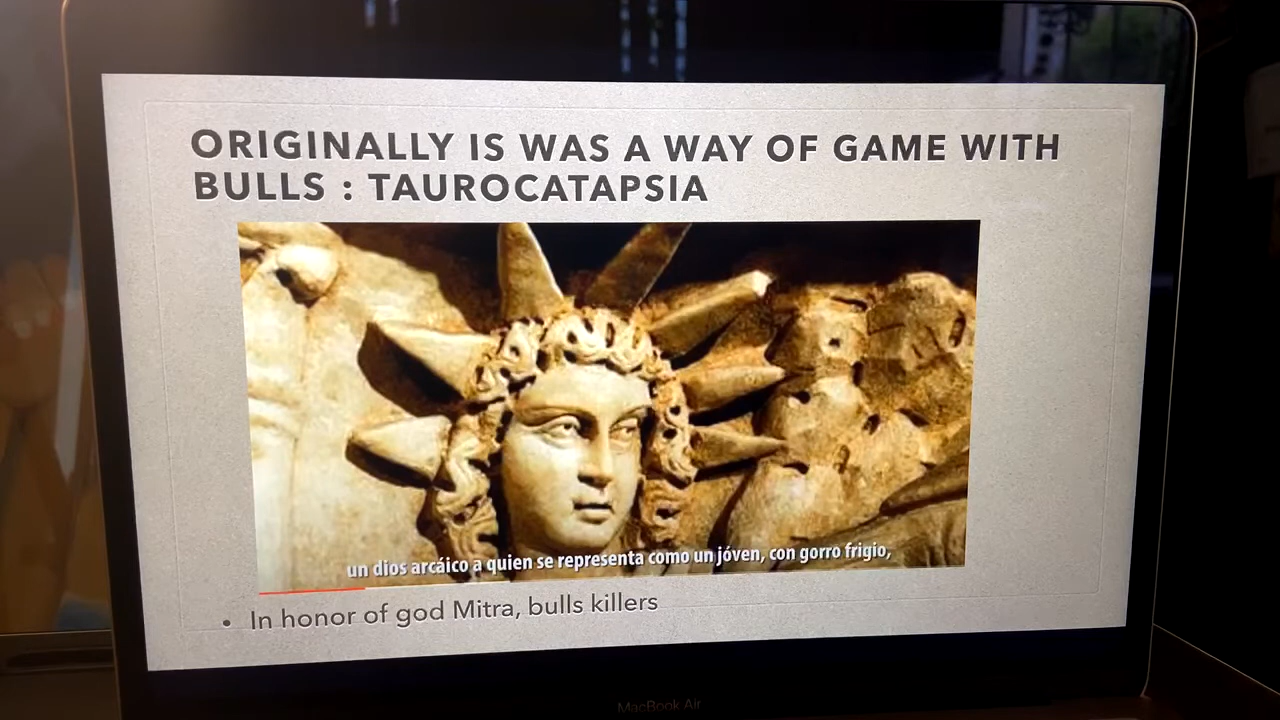 ORIGINALLY IS WAS A WAY OF GAME WITH
BULLS : TAUROCATAPSIA
un dios arcáico a quien se representa como un jóven, con gorro frigio,
• In honor of god Mitra, bulls killers
MacBook Air